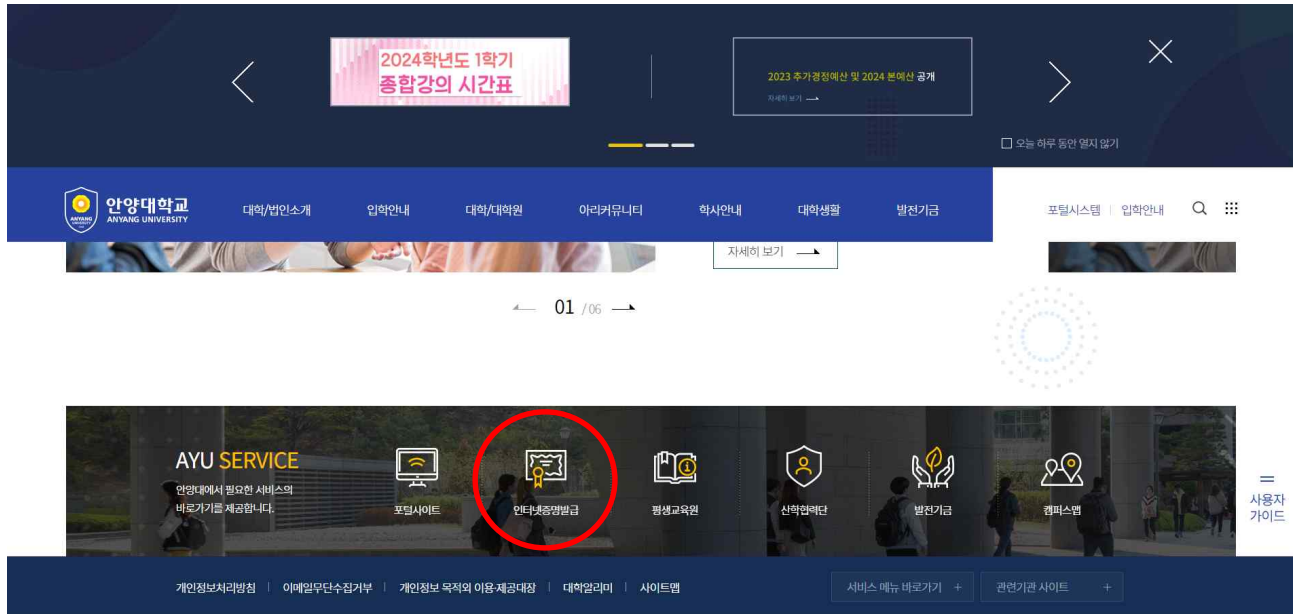 2024학년도 1학기
종합강의 시간표
2023 추가경정예산 및 2024 본예산 공개
자세히 보기
오늘 하루 동안 열지 않기
안양대학교
ANYANG UNIVERSITY
대학/법인소개
입학안내
대학/대학원
아리커뮤니티
학사안내
대학생활
발전기금
포털시스템
입학안내
자세히 보기
01 / 06
AYU SERVICE
안양대에서 필요한 서비스의
바로가기를 제공합니다.
포털사이트
인터넷증명발급
평생교육원
산학협력단
발전기금
캠퍼스맵
사용자
가이드
개인정보처리방침
이메일무단수집거부
개인정보 목적외 이용·제공대장
대학알리미
사이트맵
서비스 메뉴 바로가기 +
관련기관 사이트 +